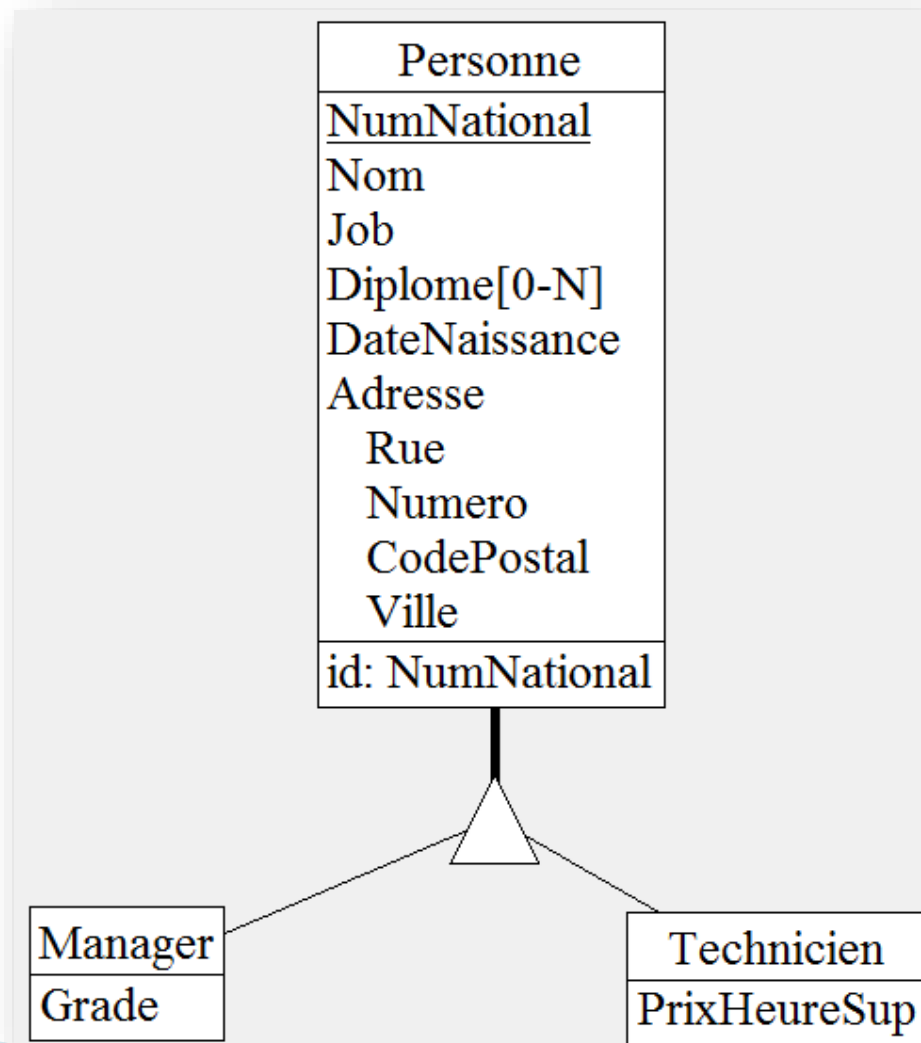 Personne
NumNational
Nom
Job
Diplome[0-N]
DateNaissance
Adresse
Rue
Numero
CodePostal
Ville
id: NumNational
Manager
Grade
Technicien
PrixHeureSup